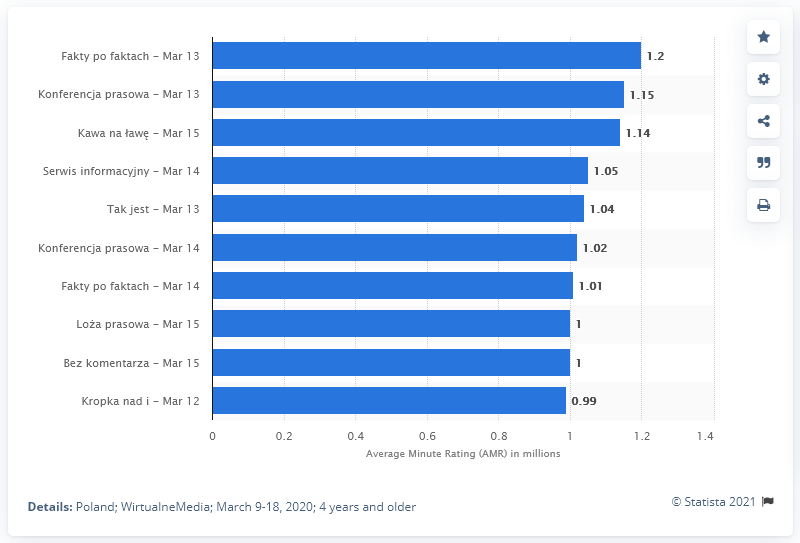 Fakty po faktach – Mar 13
1.2
Konferencja prasowa – Mar 13
1.15
Kawa na ławę – Mar 15
1.14
Serwis informacyjny – Mar 14
1.05
Tak jest – Mar 13
1.04
Konferencja prasowa – Mar 14
1.02
Fakty po faktach – Mar 14
1.01
Loża prasowa – Mar 15
1
Bez komentarza – Mar 15
1
Kropka nad i – Mar 12
0.99
0 0.2 0.4 0.6 0.8 1 1.2 1.4
Average Minute Rating (AMR) in millions
© Statista 2021
Details: Poland; WirtualneMedia; March 9-18, 2020; 4 years and older